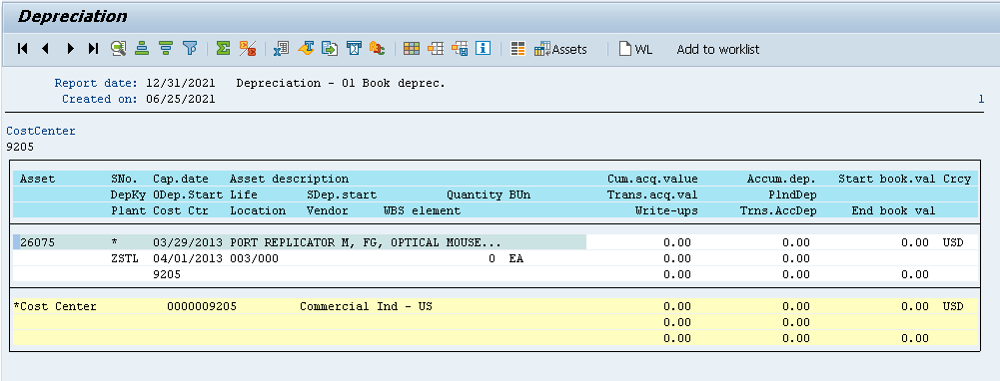 Depreciation
Assets WL Add to worklist
Report date: 12/31/2021 Depreciation - 01 Book deprec.
Created on: 06/25/2021 1
CostCenter
9205
Asset SNo. Cap.date Asset description Cum.acq.value Accum.dep. Start book.val Crcy
DepKy ODep.Start Life SDep.start Quantity BUn Trans.acq.val PlndDep
Plant Cost Ctr Location Vendor WBS element Write-ups Trns.AccDep End book val
26075 * 03/29/2013 PORT REPLICATOR M, FG, OPTICAL MOUSE... 0.00 0.00 0.00 USD
ZSTL 04/01/2013 003/000 0 EA 0.00 0.00
9205 0.00 0.00 0.00
*Cost Center 0000009205 Commercial Ind - US 0.00 0.00 0.00 USD
0.00 0.00
0.00 0.00 0.00